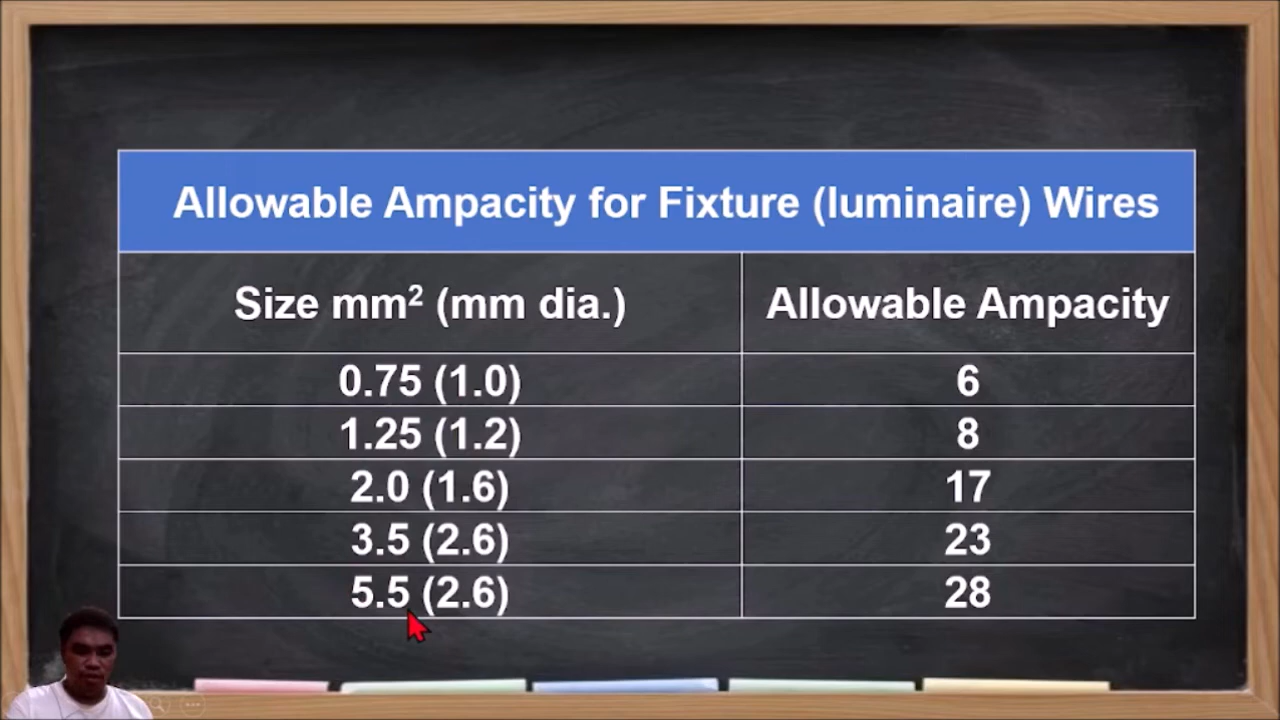 Allowable Ampacity for Fixture (luminaire) Wires
Size mm² (mm dia.) Allowable Ampacity
0.75 (1.0) 6
1.25 (1.2) 8
2.0 (1.6) 17
3.5 (2.6) 23
5.5 (2.6) 28